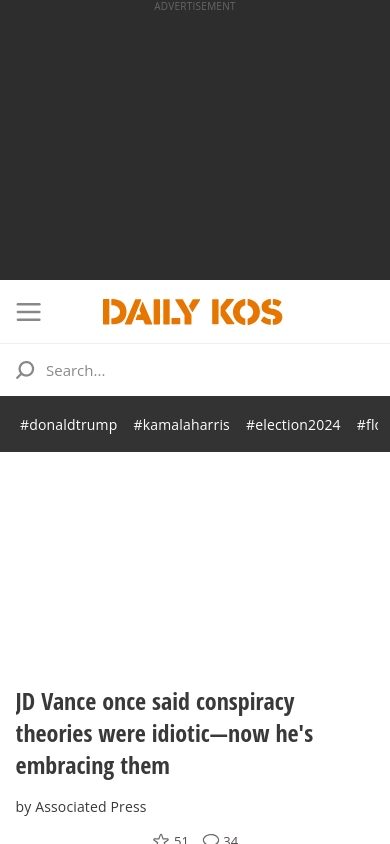 ADVERTISEMENT
DAILY KOS
Search...
#donaldtrump #kamalaharris #election2024
JD Vance once said conspiracy
theories were idiotic—now he's
embracing them
by Associated Press
51 34